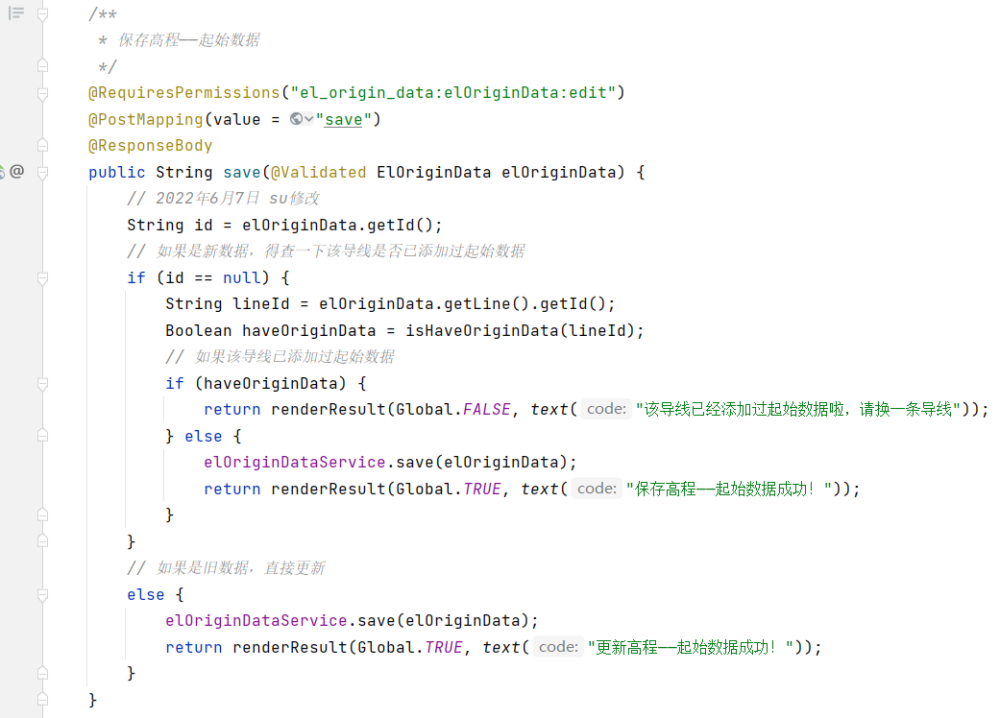 /**
 * 保存高程——起始数据
 */
@RequiresPermissions("el_origin_data:elOriginData:edit")
@PostMapping(value = "save")
@ResponseBody
public String save(@Validated ElOriginData elOriginData) {
    // 2022年6月7日 su修改
    String id = elOriginData.getId();
    // 如果是新数据，得查一下该导线是否已添加过起始数据
    if (id == null) {
        String lineId = elOriginData.getLine().getId();
        Boolean haveOriginData = isHaveOriginData(lineId);
        // 如果该导线已添加过起始数据
        if (haveOriginData) {
            return renderResult(Global.FALSE, text( code: "该导线已经添加过起始数据啦，请换一条导线"));
        } else {
            elOriginDataService.save(elOriginData);
            return renderResult(Global.TRUE, text( code: "保存高程——起始数据成功！"));
        }
    }
    // 如果是旧数据，直接更新
    else {
        elOriginDataService.save(elOriginData);
        return renderResult(Global.TRUE, text( code: "更新高程——起始数据成功！"));
    }
}